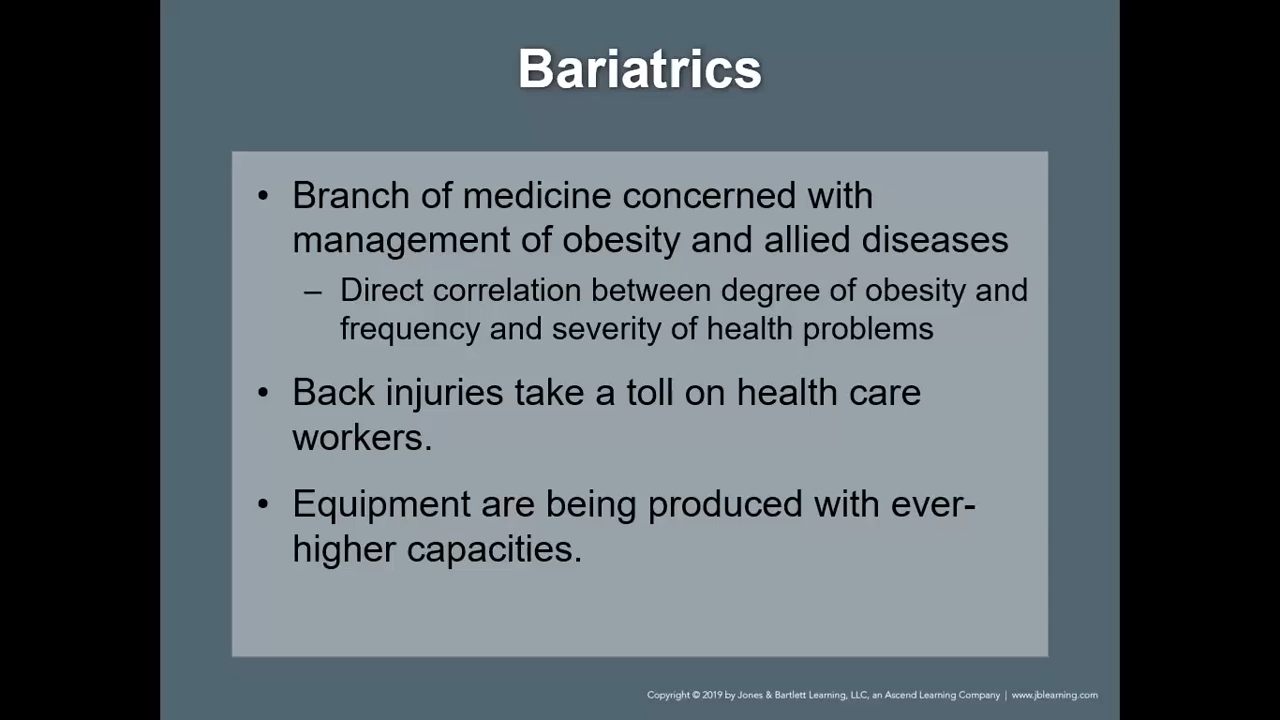 Bariatrics
• Branch of medicine concerned with
management of obesity and allied diseases
– Direct correlation between degree of obesity and
frequency and severity of health problems
• Back injuries take a toll on health care
workers.
• Equipment are being produced with ever-
higher capacities.
Copyright © 2019 by Jones & Bartlett Learning, LLC, an Ascend Learning Company | www.jblearning.com